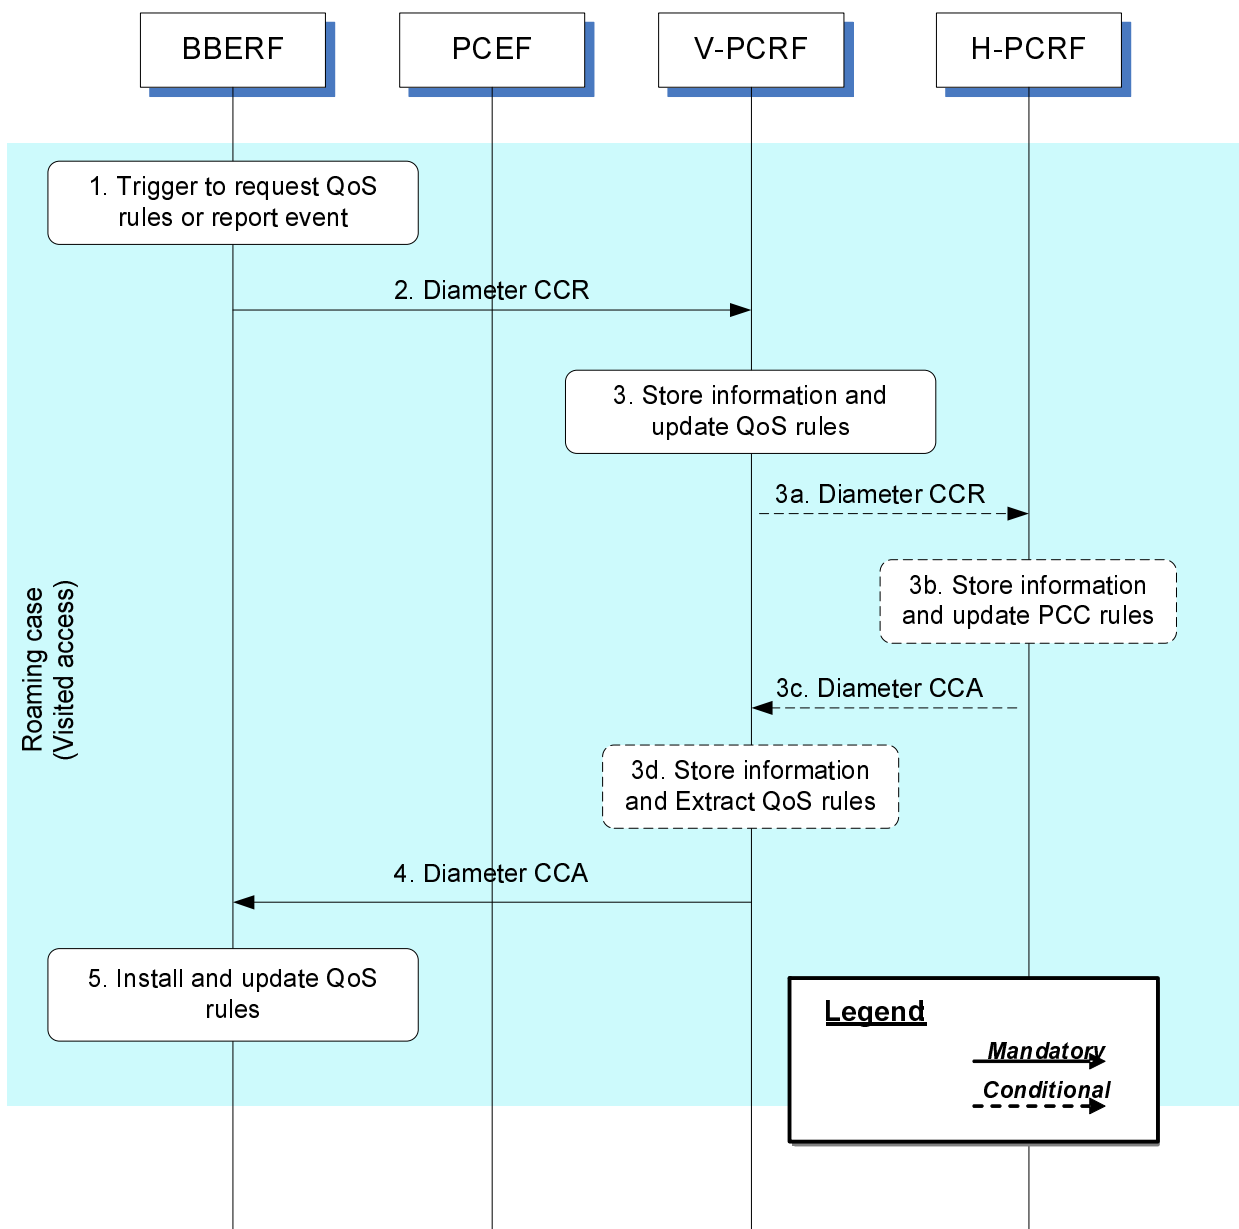 BBERF
PCEF
V-PCRF
H-PCRF
1. Trigger to request QoS
rules or report event
2. Diameter CCR
3. Store information and
update QoS rules
3a. Diameter CCR
3b. Store information
and update PCC rules
Roaming case
(Visited access)
3c. Diameter CCA
3d. Store information
and Extract QoS rules
4. Diameter CCA
5. Install and update QoS
rules
Legend:
Mandatory
Conditional